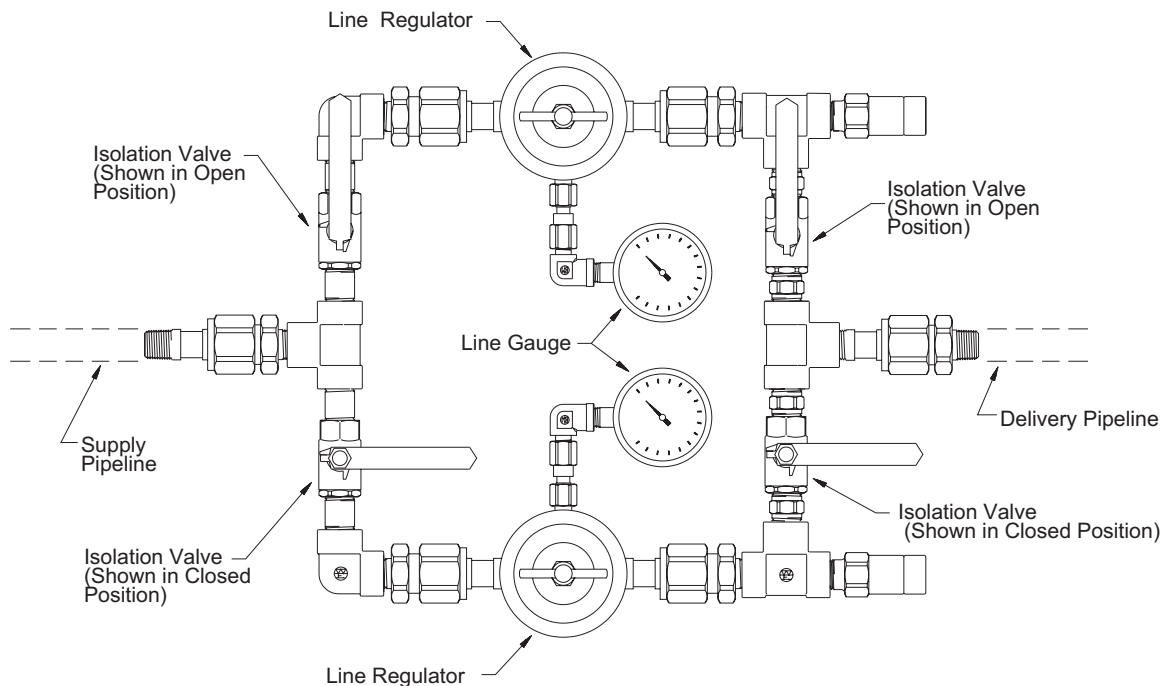 Line Regulator
Isolation Valve
(Shown in Open
Position)
Isolation Valve
(Shown in Open
Position)
Line Gauge
Supply
Pipeline
Delivery Pipeline
Isolation Valve
(Shown in Closed
Position)
Isolation Valve
(Shown in Closed Position)
Line Regulator